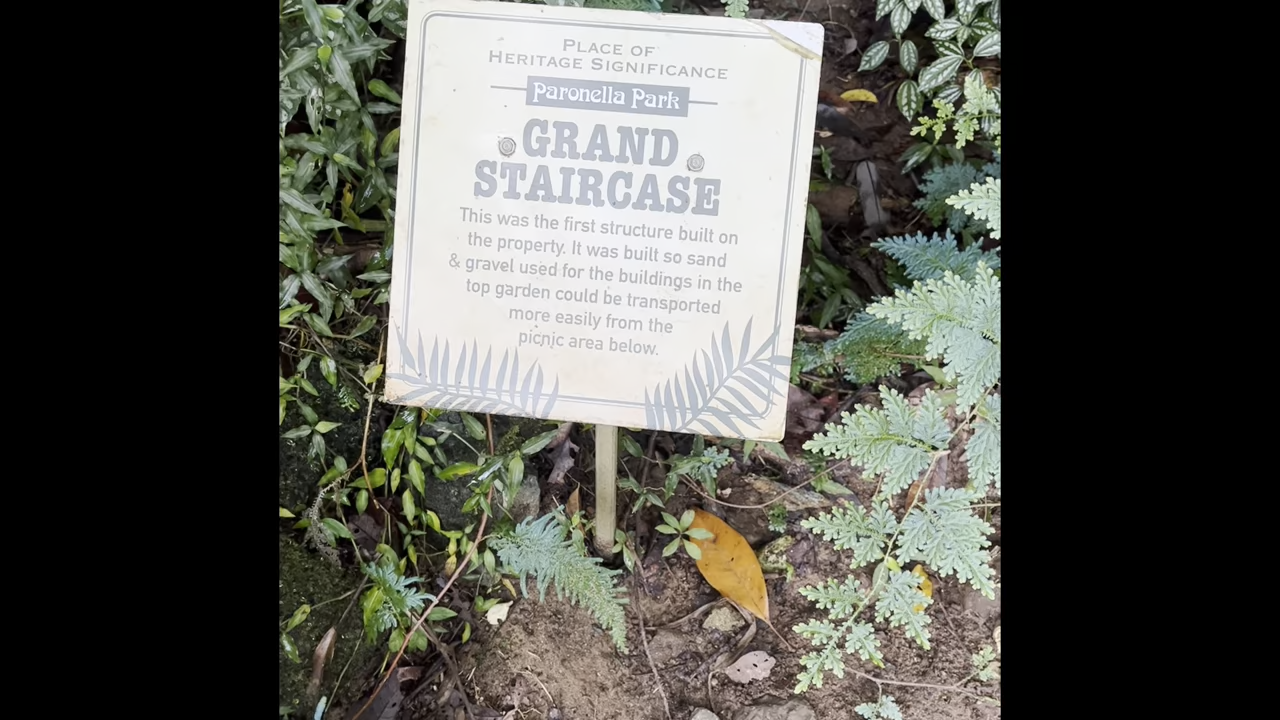 PLACE OF
HERITAGE SIGNIFICANCE
Paronella Park
GRAND
STAIRCASE
This was the first structure built on
the property. It was built so sand
& gravel used for the buildings in the
top garden could be transported
more easily from the
picnic area below.